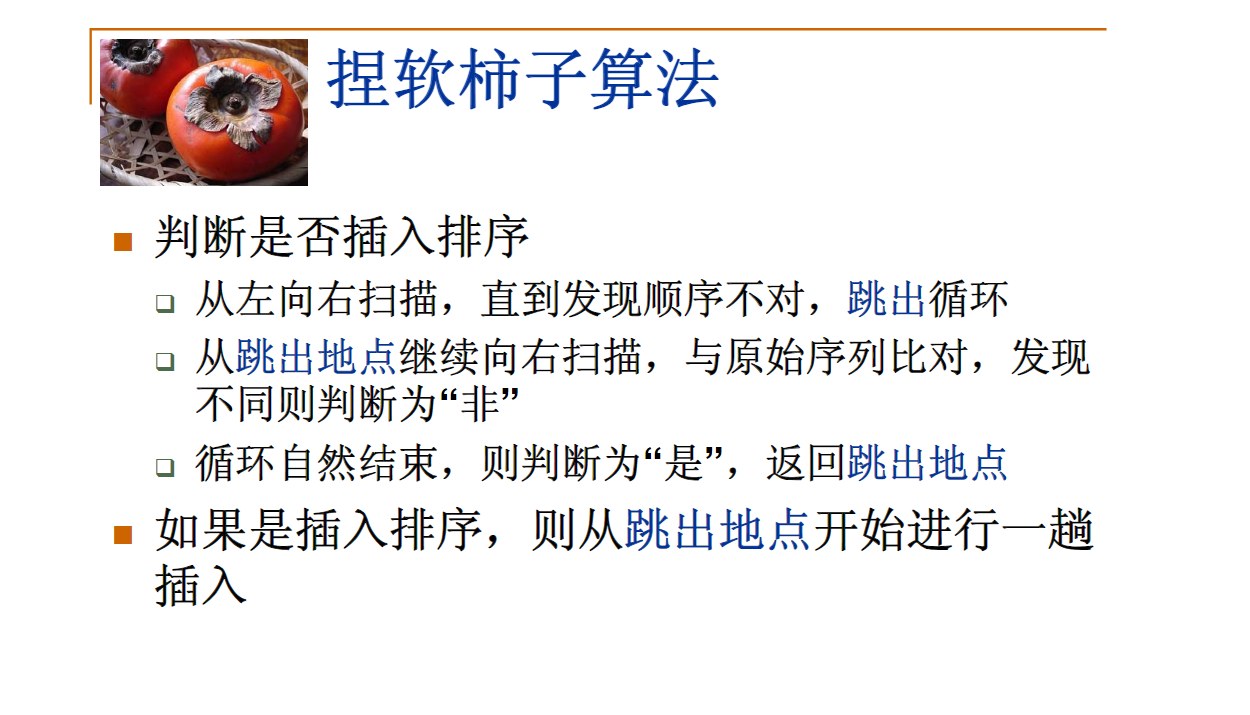 捏软柿子算法
判断是否插入排序
从左向右扫描，直到发现顺序不对，跳出循环
从跳出地点继续向右扫描，与原始序列比对，发现
不同则判断为“非”
循环自然结束，则判断为“是”，返回跳出地点
如果是插入排序，则从跳出地点开始进行一趟
插入